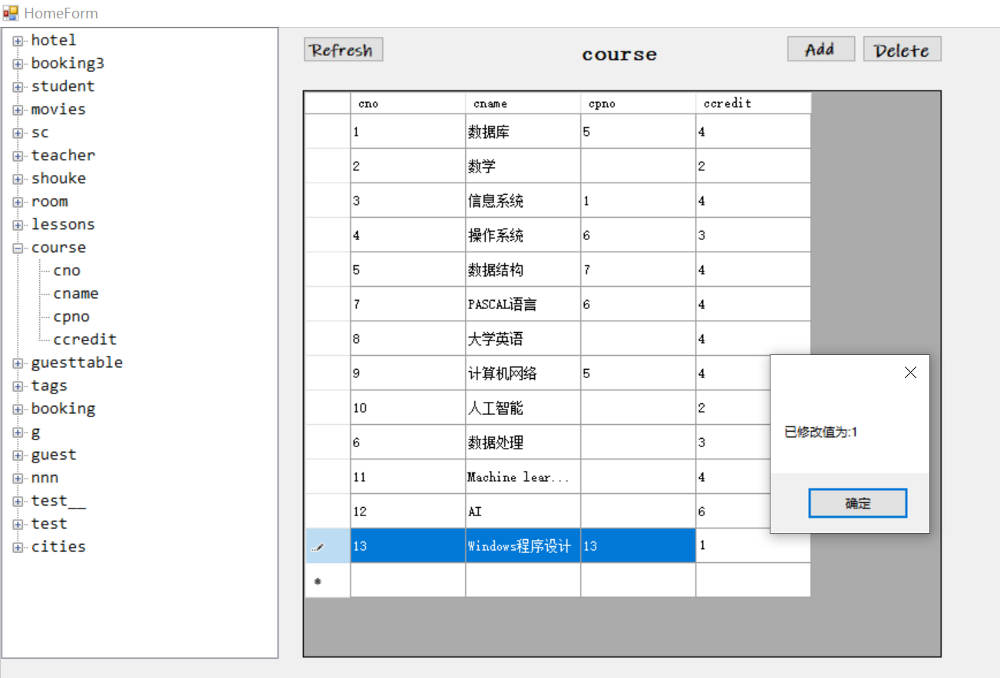 HomeForm
hotel
booking3
student
movies
sc
teacher
shouke
room
lessons
course
cno
cname
cpno
ccredit
guesttable
tags
booking
g
guest
nnn
test__
test
cities
Refresh
course
Add
Delete
cno cname cpno ccredit
1 数据库 5 4
2 数学 2
3 信息系统 1 4
4 操作系统 6 3
5 数据结构 7 4
7 PASCAL语言 6 4
8 大学英语 4
9 计算机网络 5 4
10 人工智能 2
6 数据处理 3
11 Machine lear... 4
12 AI 6
13 Windows程序设计 13 1
已修改值为:1
确定